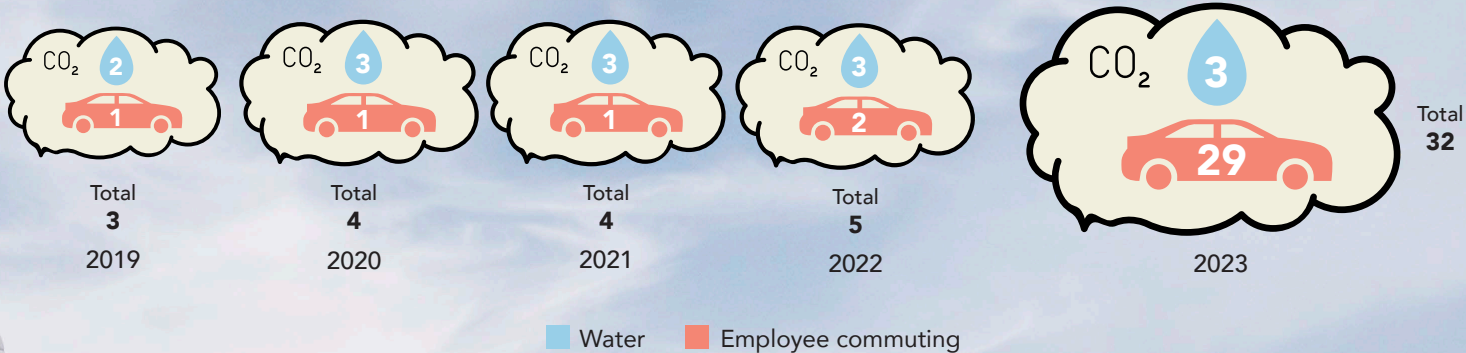 CO₂ 2
1
Total
3
2019
CO₂ 3
1
Total
4
2020
CO₂ 3
1
Total
4
2021
CO₂ 3
2
Total
5
2022
CO₂ 3
29
Total
32
2023
Water Employee commuting